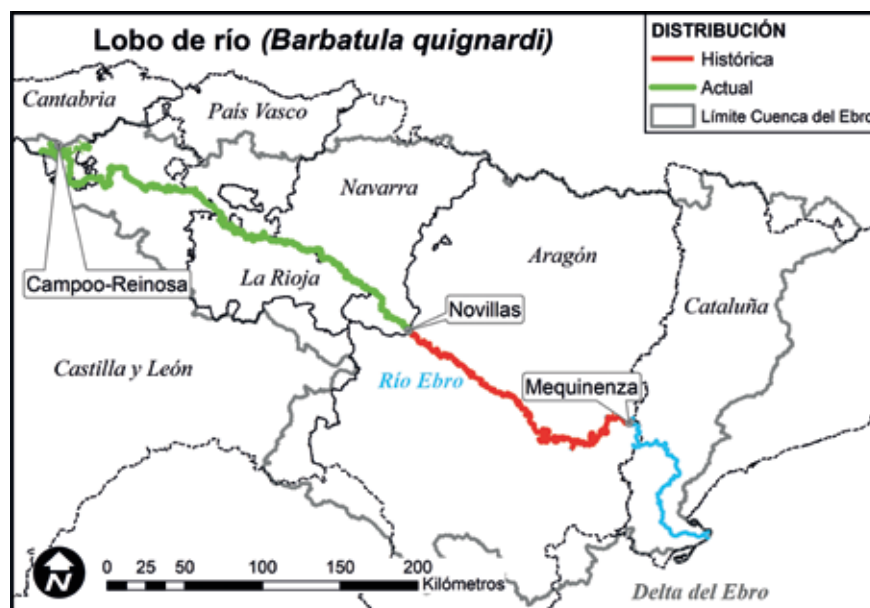 Lobo de río (Barbatula quignardi)
DISTRIBUCIÓN
Histórica
Actual
Límite Cuenca del Ebro
Cantabria
País Vasco
Navarra
Aragón
Cataluña
Campoo-Reinosa
La Rioja
Novillas
Castilla y León
Río Ebro
Mequinenza
N
0 25 50 100 150 200
Kilómetros
Delta del Ebro